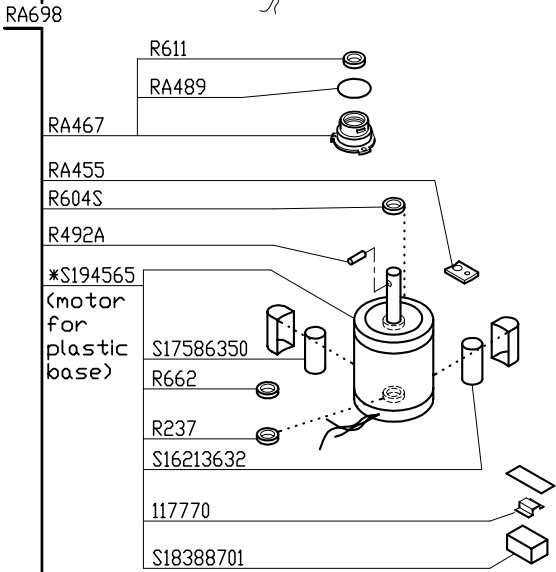 RA698
R611
RA489
RA467
RA455
R604S
R492A
*S194565
(motor
for
plastic
base)
S17586350
R662
R237
S16213632
117770
S18388701